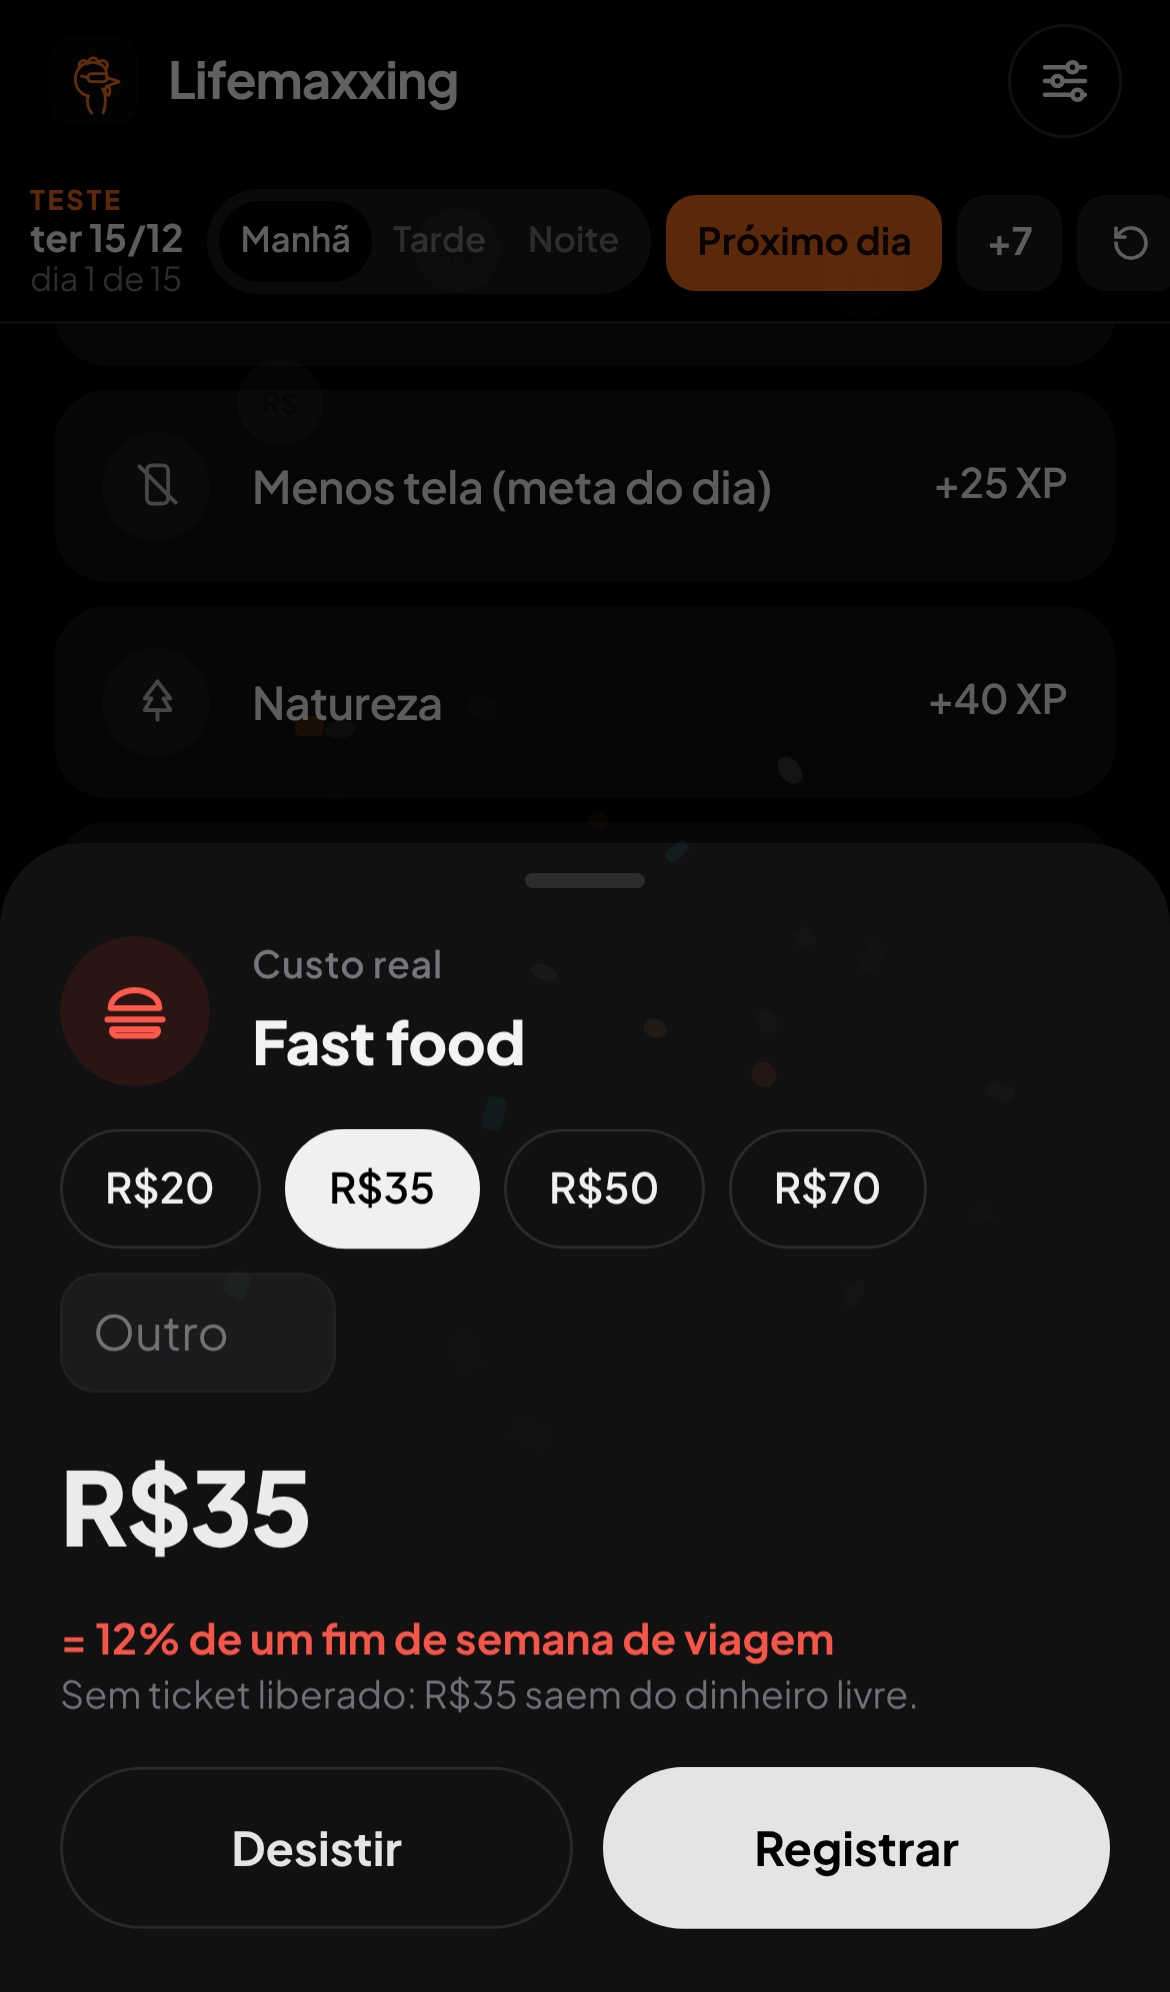 Lifemaxxing
TESTE
ter 15/12
dia 1 de 15
Manhã
Tarde
Noite
Próximo dia
+7
R$
Menos tela (meta do dia)
+25 XP
Natureza
+40 XP
Custo real
Fast food
R$20
R$35
R$50
R$70
Outro
R$35
= 12% de um fim de semana de viagem
Sem ticket liberado: R$35 saem do dinheiro livre.
Desistir
Registrar